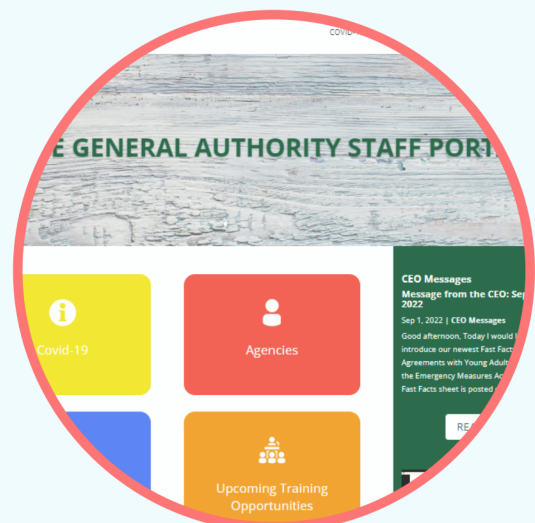 COVID-1
E GENERAL AUTHORITY STAFF PORT
Covid-19
Agencies
Upcoming Training
Opportunities
CEO Messages
Message from the CEO: Sep
2022
Sep 1, 2022 | CEO Messages
Good afternoon, Today I would
introduce our newest Fast Fact
Agreements with Young Adult
the Emergency Measures Ac
Fast Facts sheet is posted
REA